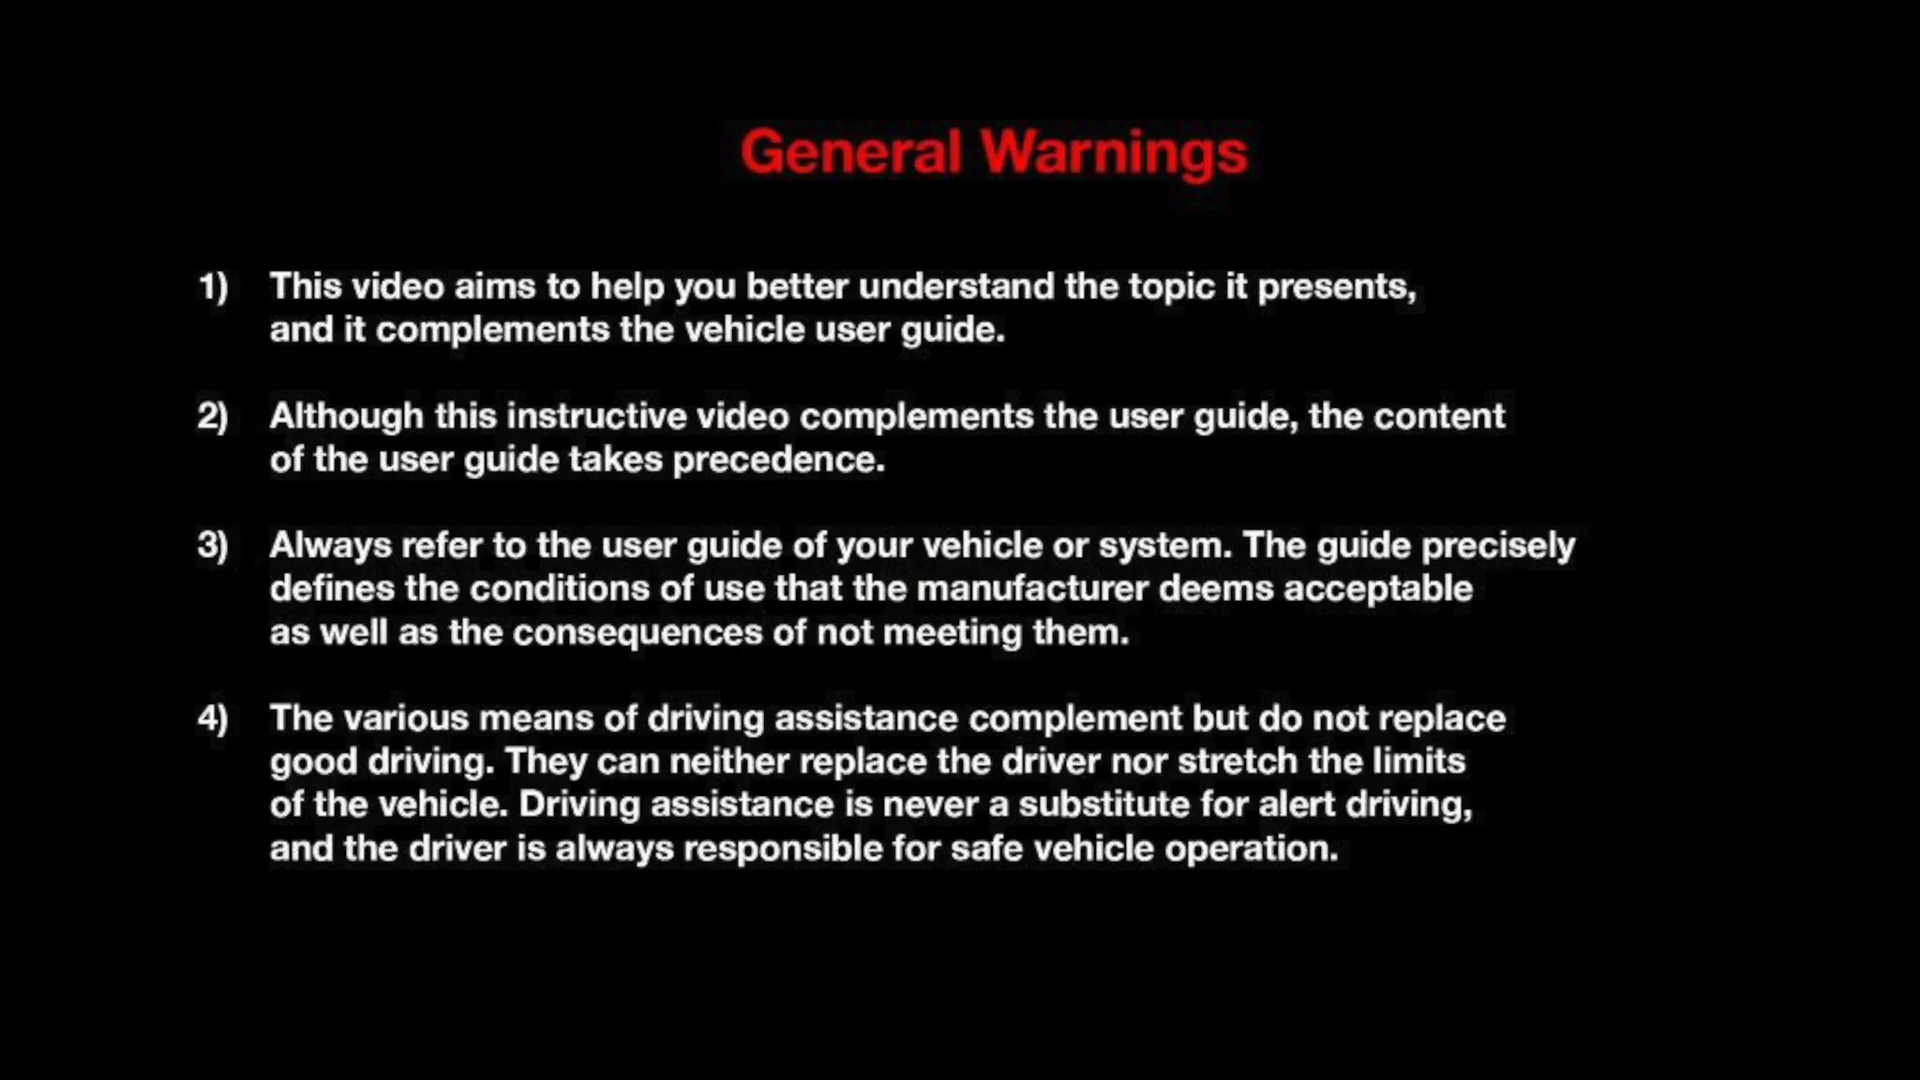 General Warnings
1) This video aims to help you better understand the topic it presents,
and it complements the vehicle user guide.
2) Although this instructive video complements the user guide, the content
of the user guide takes precedence.
3) Always refer to the user guide of your vehicle or system. The guide precisely
defines the conditions of use that the manufacturer deems acceptable
as well as the consequences of not meeting them.
4) The various means of driving assistance complement but do not replace
good driving. They can neither replace the driver nor stretch the limits
of the vehicle. Driving assistance is never a substitute for alert driving,
and the driver is always responsible for safe vehicle operation.